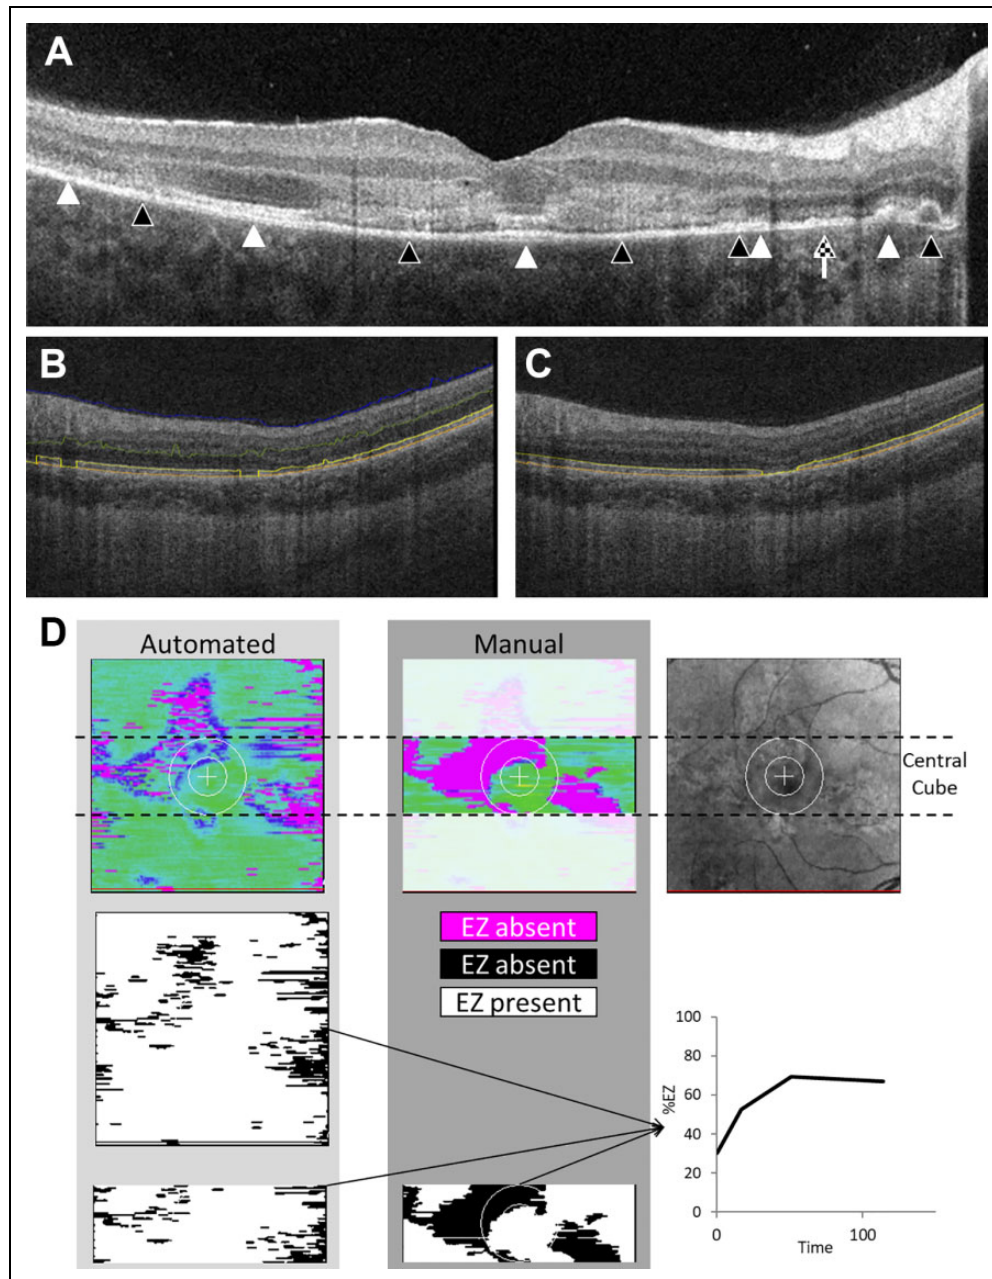 A
B
C
D
Automated
Manual
Central
Cube
EZ absent
EZ absent
EZ present
100
80
60
40
20
0
%EZ
0
100
Time